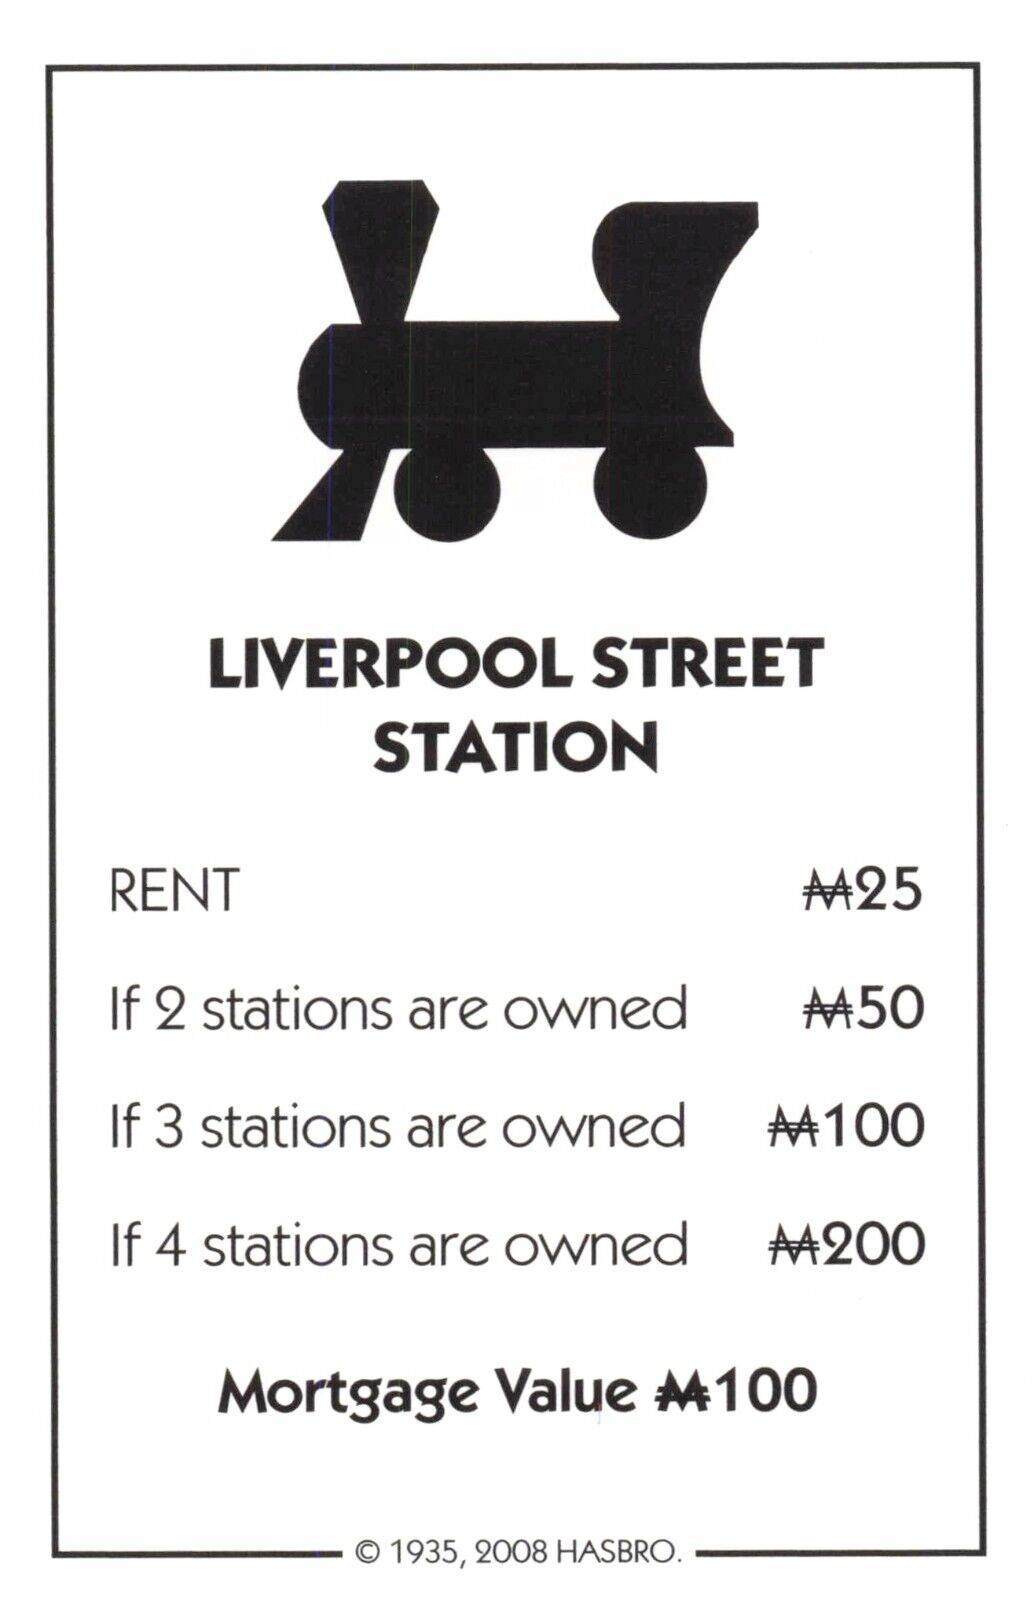 LIVERPOOL STREET
STATION
RENT ₩25
If 2 stations are owned ₩50
If 3 stations are owned ₩100
If 4 stations are owned ₩200
Mortgage Value ₩100
© 1935, 2008 HASBRO.